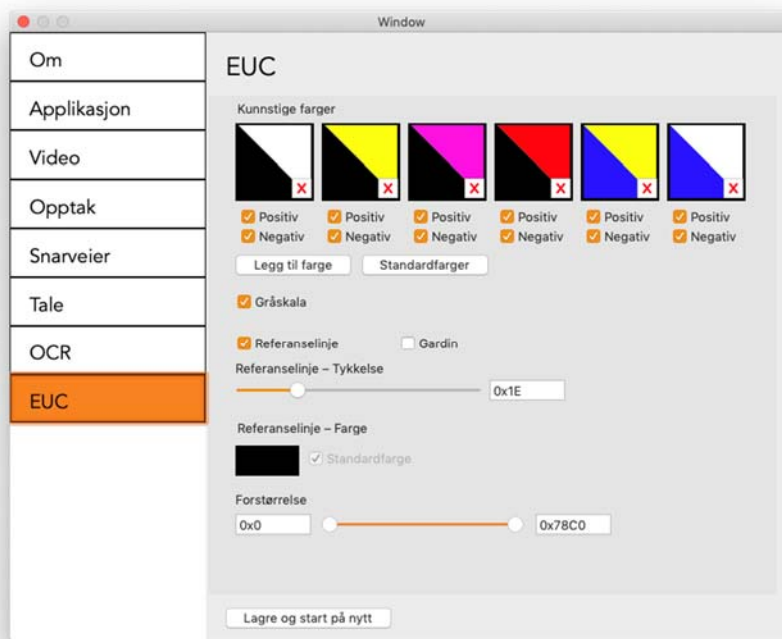 Window
Om
Applikasjon
Video
Opptak
Snarveier
Tale
OCR
EUC
EUC
Kunnstige farger
X X X X X X
Positiv Positiv Positiv Positiv Positiv Positiv
Negativ Negativ Negativ Negativ Negativ Negativ
Legg til farge Standardfarger
Gråskala
Referanselinje Gardin
Referanselinje – Tykkelse
0x1E
Referanselinje – Farge
Standardfarge
Forstørrelse
0x0 0x78C0
Lagre og start på nytt